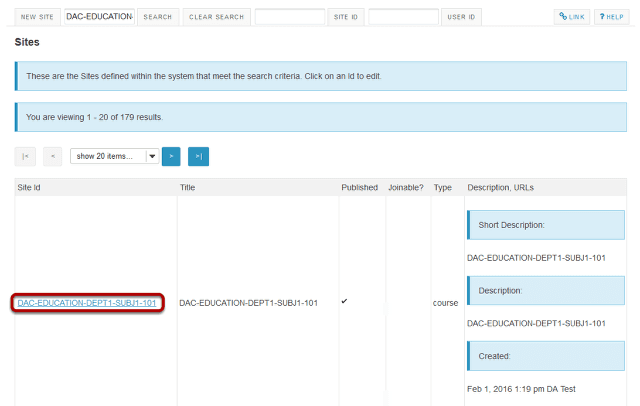 NEW SITE DAC-EDUCATION- SEARCH CLEAR SEARCH SITE ID USER ID LINK ? HELP
Sites
These are the Sites defined within the system that meet the search criteria. Click on an Id to edit.
You are viewing 1 - 20 of 179 results.
|< < show 20 items... > >|
Site Id Title Published Joinable? Type Description, URLs
Short Description:
DAC-EDUCATION-DEPT1-SUBJ1-101
Description:
DAC-EDUCATION-DEPT1-SUBJ1-101 DAC-EDUCATION-DEPT1-SUBJ1-101 ✔ course
DAC-EDUCATION-DEPT1-SUBJ1-101
Created:
Feb 1, 2016 1:19 pm DA Test